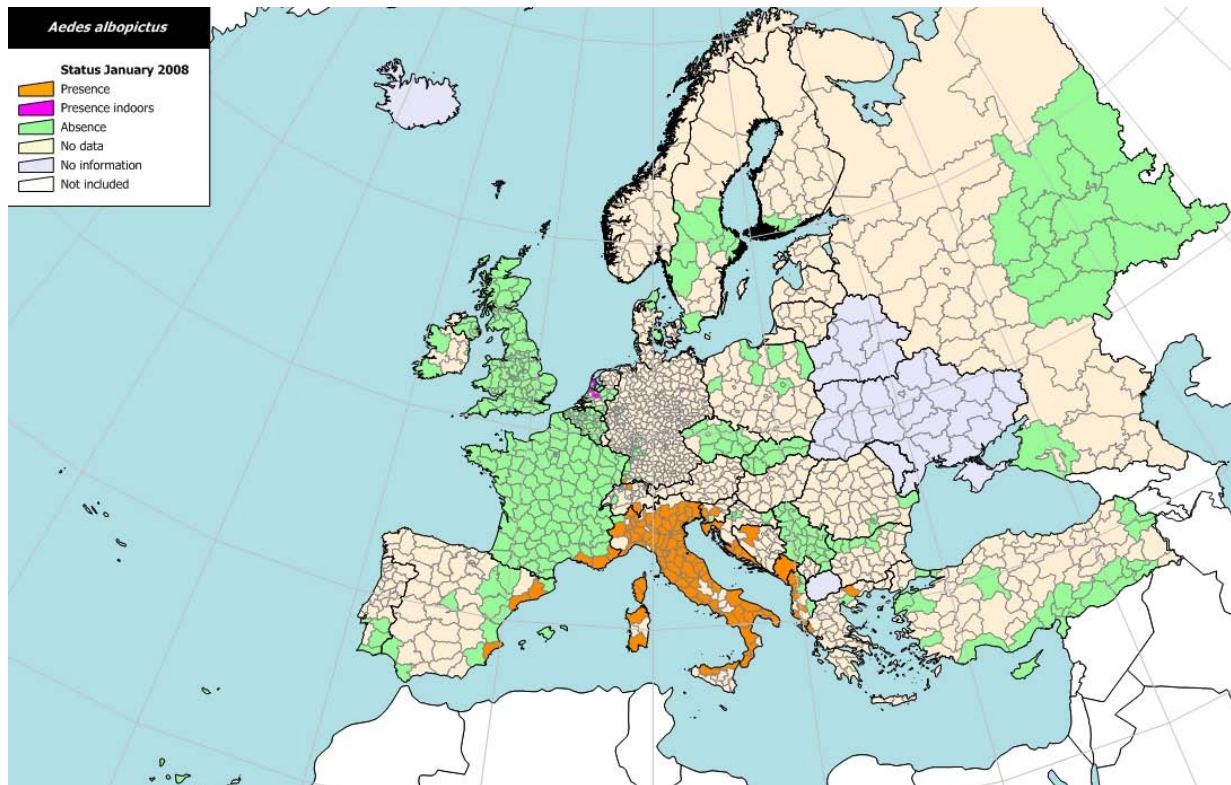 Aedes albopictus
Status January 2008
Presence
Presence indoors
Absence
No data
No information
Not included